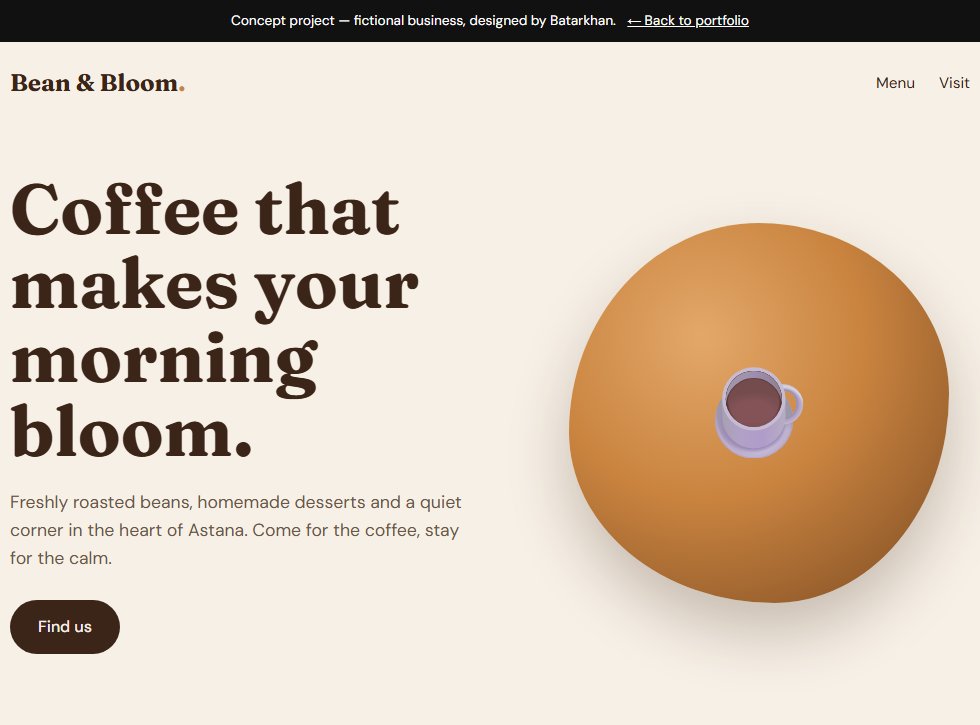 Concept project — fictional business, designed by Batarkhan. ← Back to portfolio
Bean & Bloom.
Menu Visit
Coffee that
makes your
morning
bloom.
Freshly roasted beans, homemade desserts and a quiet
corner in the heart of Astana. Come for the coffee, stay
for the calm.
Find us